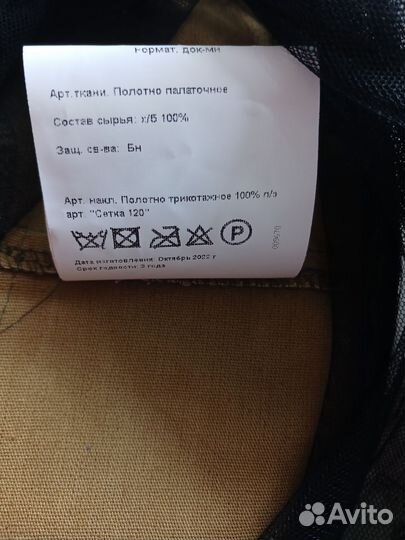 Формат. док-ми
Арт.ткани. Полотно палаточное
Состав сырья: х/б 100%
Защ. св-ва: Бн
Арт. накл. Полотно трикотажное 100% п/э
арт. "Сетка 120"
P
Дата изготовления: Октябрь 2022 г
Срок годности: 3 года
Avito